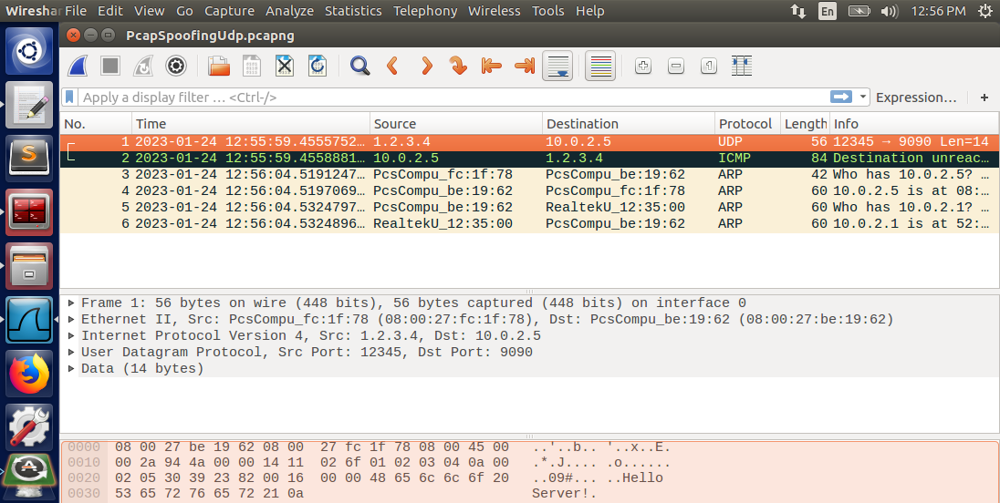 Wireshar File Edit View Go Capture Analyze Statistics Telephony Wireless Tools Help En 12:56 PM
PcapSpoofingUdp.pcapng
Apply a display filter … <Ctrl-/> Expression… +
No. Time Source Destination Protocol Length Info
1 2023-01-24 12:55:59.4555752… 1.2.3.4 10.0.2.5 UDP 56 12345 → 9090 Len=14
2 2023-01-24 12:55:59.4558881… 10.0.2.5 1.2.3.4 ICMP 84 Destination unreac…
3 2023-01-24 12:56:04.5191247… PcsCompu_fc:1f:78 PcsCompu_be:19:62 ARP 42 Who has 10.0.2.5? …
4 2023-01-24 12:56:04.5197069… PcsCompu_be:19:62 PcsCompu_fc:1f:78 ARP 60 10.0.2.5 is at 08:…
5 2023-01-24 12:56:04.5324797… PcsCompu_be:19:62 RealtekU_12:35:00 ARP 60 Who has 10.0.2.1? …
6 2023-01-24 12:56:04.5324896… RealtekU_12:35:00 PcsCompu_be:19:62 ARP 60 10.0.2.1 is at 52:…
Frame 1: 56 bytes on wire (448 bits), 56 bytes captured (448 bits) on interface 0
Ethernet II, Src: PcsCompu_fc:1f:78 (08:00:27:fc:1f:78), Dst: PcsCompu_be:19:62 (08:00:27:be:19:62)
Internet Protocol Version 4, Src: 1.2.3.4, Dst: 10.0.2.5
User Datagram Protocol, Src Port: 12345, Dst Port: 9090
Data (14 bytes)
0000 08 00 27 be 19 62 08 00 27 fc 1f 78 08 00 45 00 ..'..b.. '..x..E.
0010 00 2a 94 4a 00 00 14 11 02 6f 01 02 03 04 0a 00 .*.J.... .o......
0020 02 05 30 39 23 82 00 16 00 00 48 65 6c 6c 6f 20 ..09#... ..Hello
0030 53 65 72 76 65 72 21 0a Server!.